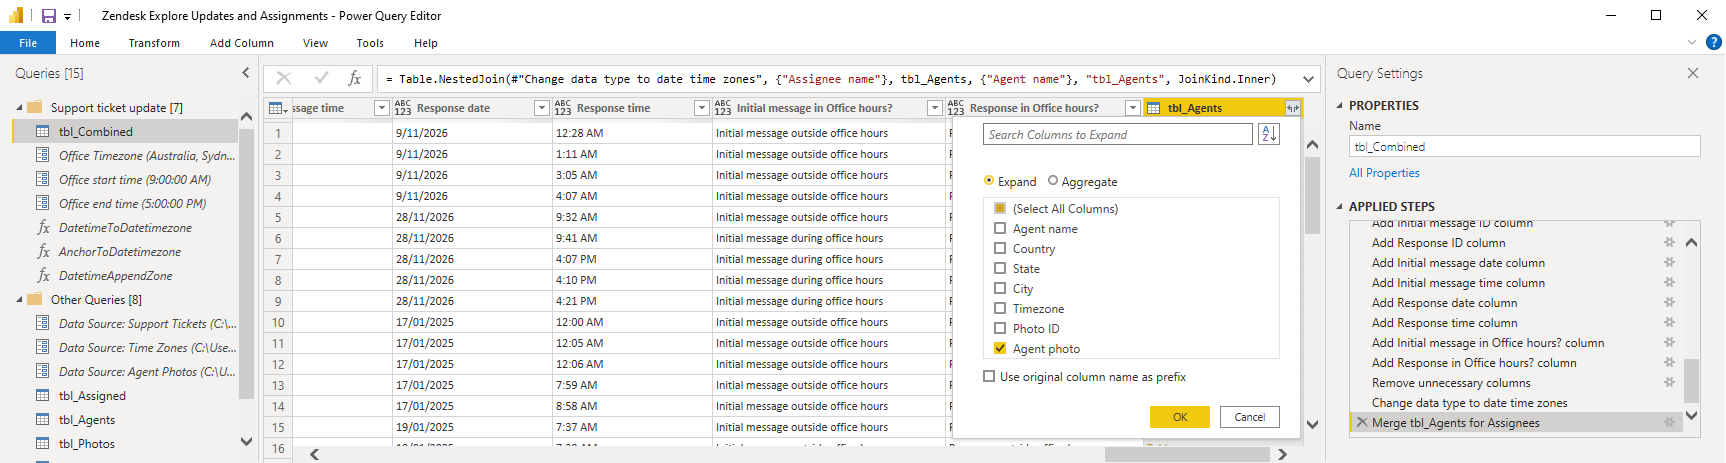 Zendesk Explore Updates and Assignments - Power Query Editor
File Home Transform Add Column View Tools Help
Queries [15]
Support ticket update [7]
tbl_Combined
Office Timezone (Australia, Sydn...
Office start time (9:00:00 AM)
Office end time (5:00:00 PM)
DatetimeToDatetimezone
AnchorToDatetimezone
DatetimeAppendZone
Other Queries [8]
Data Source: Support Tickets (C:\...
Data Source: Time Zones (C:\Use...
Data Source: Agent Photos (C:\U...
tbl_Assigned
tbl_Agents
tbl_Photos
fx = Table.NestedJoin(#"Change data type to date time zones", {"Assignee name"}, tbl_Agents, {"Agent name"}, "tbl_Agents", JoinKind.Inner)
ssage time ABC 123 Response date ABC 123 Response time ABC 123 Initial message in Office hours? ABC 123 Response in Office hours? tbl_Agents
1 9/11/2026 12:28 AM Initial message outside office hours
2 9/11/2026 1:11 AM Initial message outside office hours
3 9/11/2026 3:05 AM Initial message outside office hours
4 9/11/2026 4:07 AM Initial message outside office hours
5 28/11/2026 9:32 AM Initial message outside office hours
6 28/11/2026 9:41 AM Initial message during office hours
7 28/11/2026 4:07 PM Initial message during office hours
8 28/11/2026 4:10 PM Initial message during office hours
9 28/11/2026 4:21 PM Initial message during office hours
10 17/01/2025 12:00 AM Initial message outside office hours
11 17/01/2025 12:05 AM Initial message outside office hours
12 17/01/2025 12:06 AM Initial message outside office hours
13 17/01/2025 7:59 AM Initial message outside office hours
14 17/01/2025 8:58 AM Initial message outside office hours
15 19/01/2025 7:37 AM Initial message outside office hours
16
Search Columns to Expand
Expand Aggregate
(Select All Columns)
Agent name
Country
State
City
Timezone
Photo ID
Agent photo
Use original column name as prefix
OK Cancel
Query Settings
PROPERTIES
Name
tbl_Combined
All Properties
APPLIED STEPS
Add Initial message ID column
Add Response ID column
Add Initial message date column
Add Initial message time column
Add Response date column
Add Response time column
Add Initial message in Office hours? column
Add Response in Office hours? column
Remove unnecessary columns
Change data type to date time zones
Merge tbl_Agents for Assignees